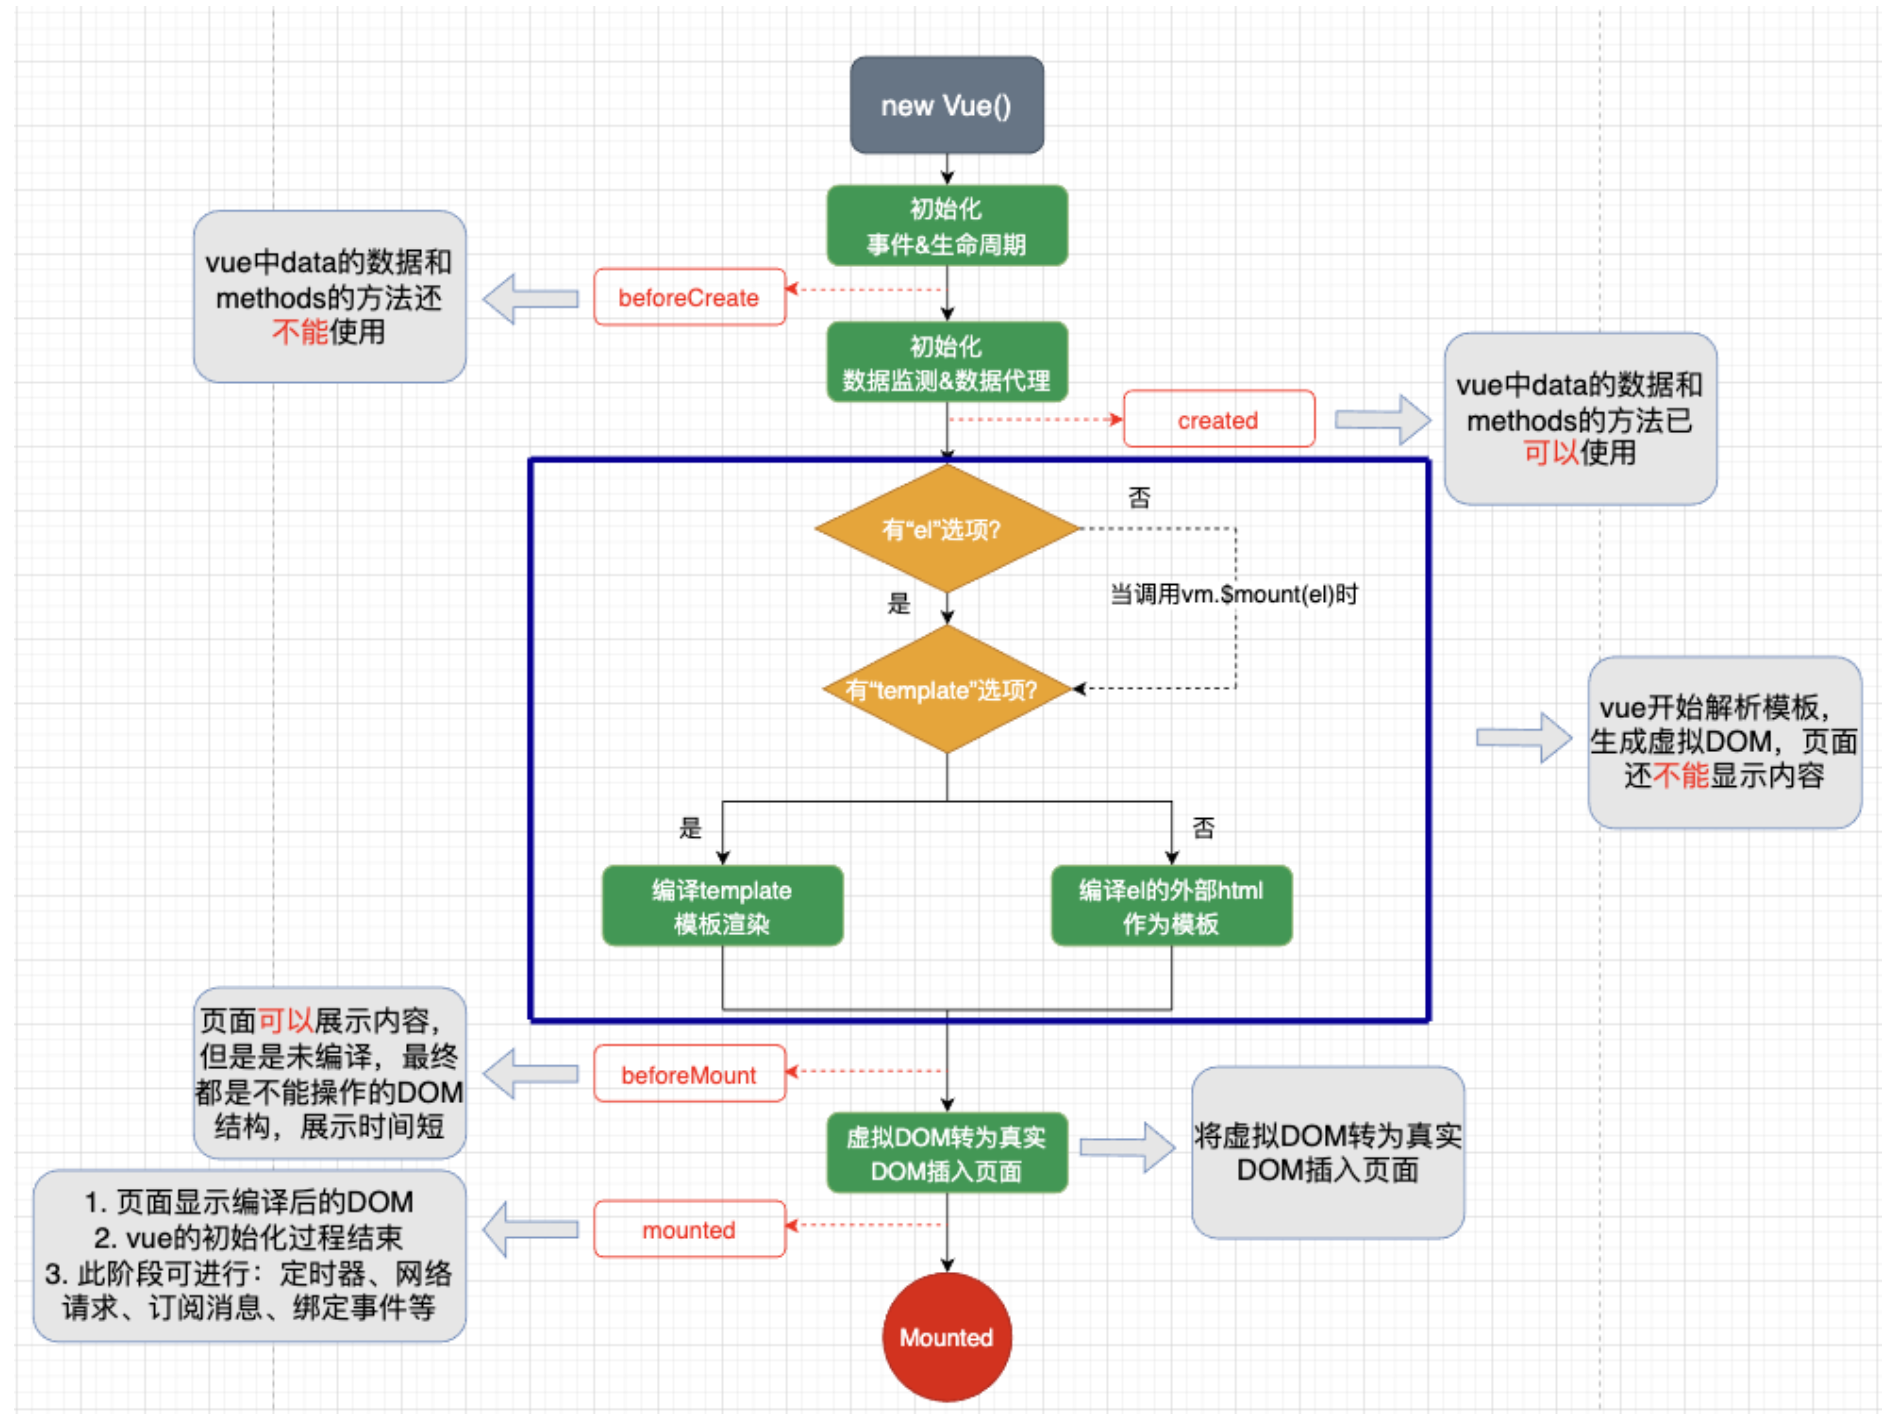 new Vue()
初始化
事件&生命周期
vue中data的数据和
methods的方法还
不能使用
beforeCreate
初始化
数据监测&数据代理
created
vue中data的数据和
methods的方法已
可以使用
有“el”选项?
否
是
当调用vm.$mount(el)时
有“template”选项?
vue开始解析模板，
生成虚拟DOM，页面
还不能显示内容
是
否
编译template
模板渲染
编译el的外部html
作为模板
页面可以展示内容，
但是是未编译，最终
都是不能操作的DOM
结构，展示时间短
beforeMount
虚拟DOM转为真实
DOM插入页面
将虚拟DOM转为真实
DOM插入页面
1. 页面显示编译后的DOM
2. vue的初始化过程结束
3. 此阶段可进行：定时器、网络
请求、订阅消息、绑定事件等
mounted
Mounted